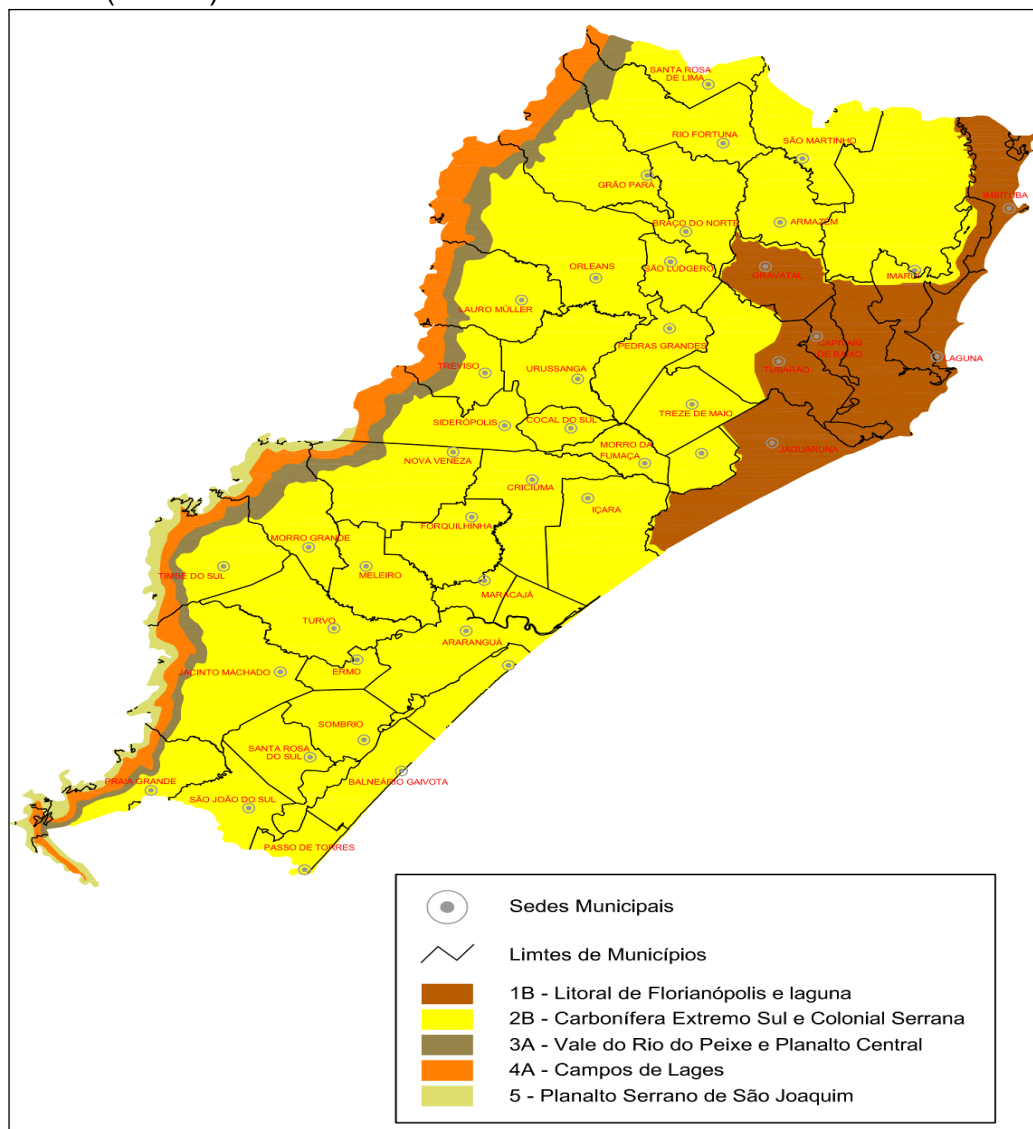 SANTA ROSA
DE LIMA
RIO FORTUNA
SÃO MARTINHO
GRÃO PARÁ
IMBITUBA
BRAÇO DO NORTE
ARMAZEM
ORLEANS
SÃO LUDGERO
GRAVATAL
IMARUI
LAURO MÜLLER
PEDRAS GRANDES
CAPIVARI
DE BAIXO
LAGUNA
TREVISO
URUSSANGA
TUBARÃO
TREZE DE MAIO
SIDERÓPOLIS
COCAL DO SUL
MORRO DA
FUMAÇA
JAGUARUNA
NOVA VENEZA
CRICIUMA
IÇARA
FORQUILHINHA
MORRO GRANDE
TIMBÉ DO SUL
MELEIRO
MARACAJÁ
TURVO
ARARANGUÁ
JACINTO MACHADO
ERMO
SOMBRIO
SANTA ROSA
DO SUL
BALNEÁRIO GAIVOTA
PRAIA GRANDE
SÃO JOÃO DO SUL
PASSO DE TORRES
Sedes Municipais
Limtes de Municípios
1B - Litoral de Florianópolis e laguna
2B - Carbonífera Extremo Sul e Colonial Serrana
3A - Vale do Rio do Peixe e Planalto Central
4A - Campos de Lages
5 - Planalto Serrano de São Joaquim